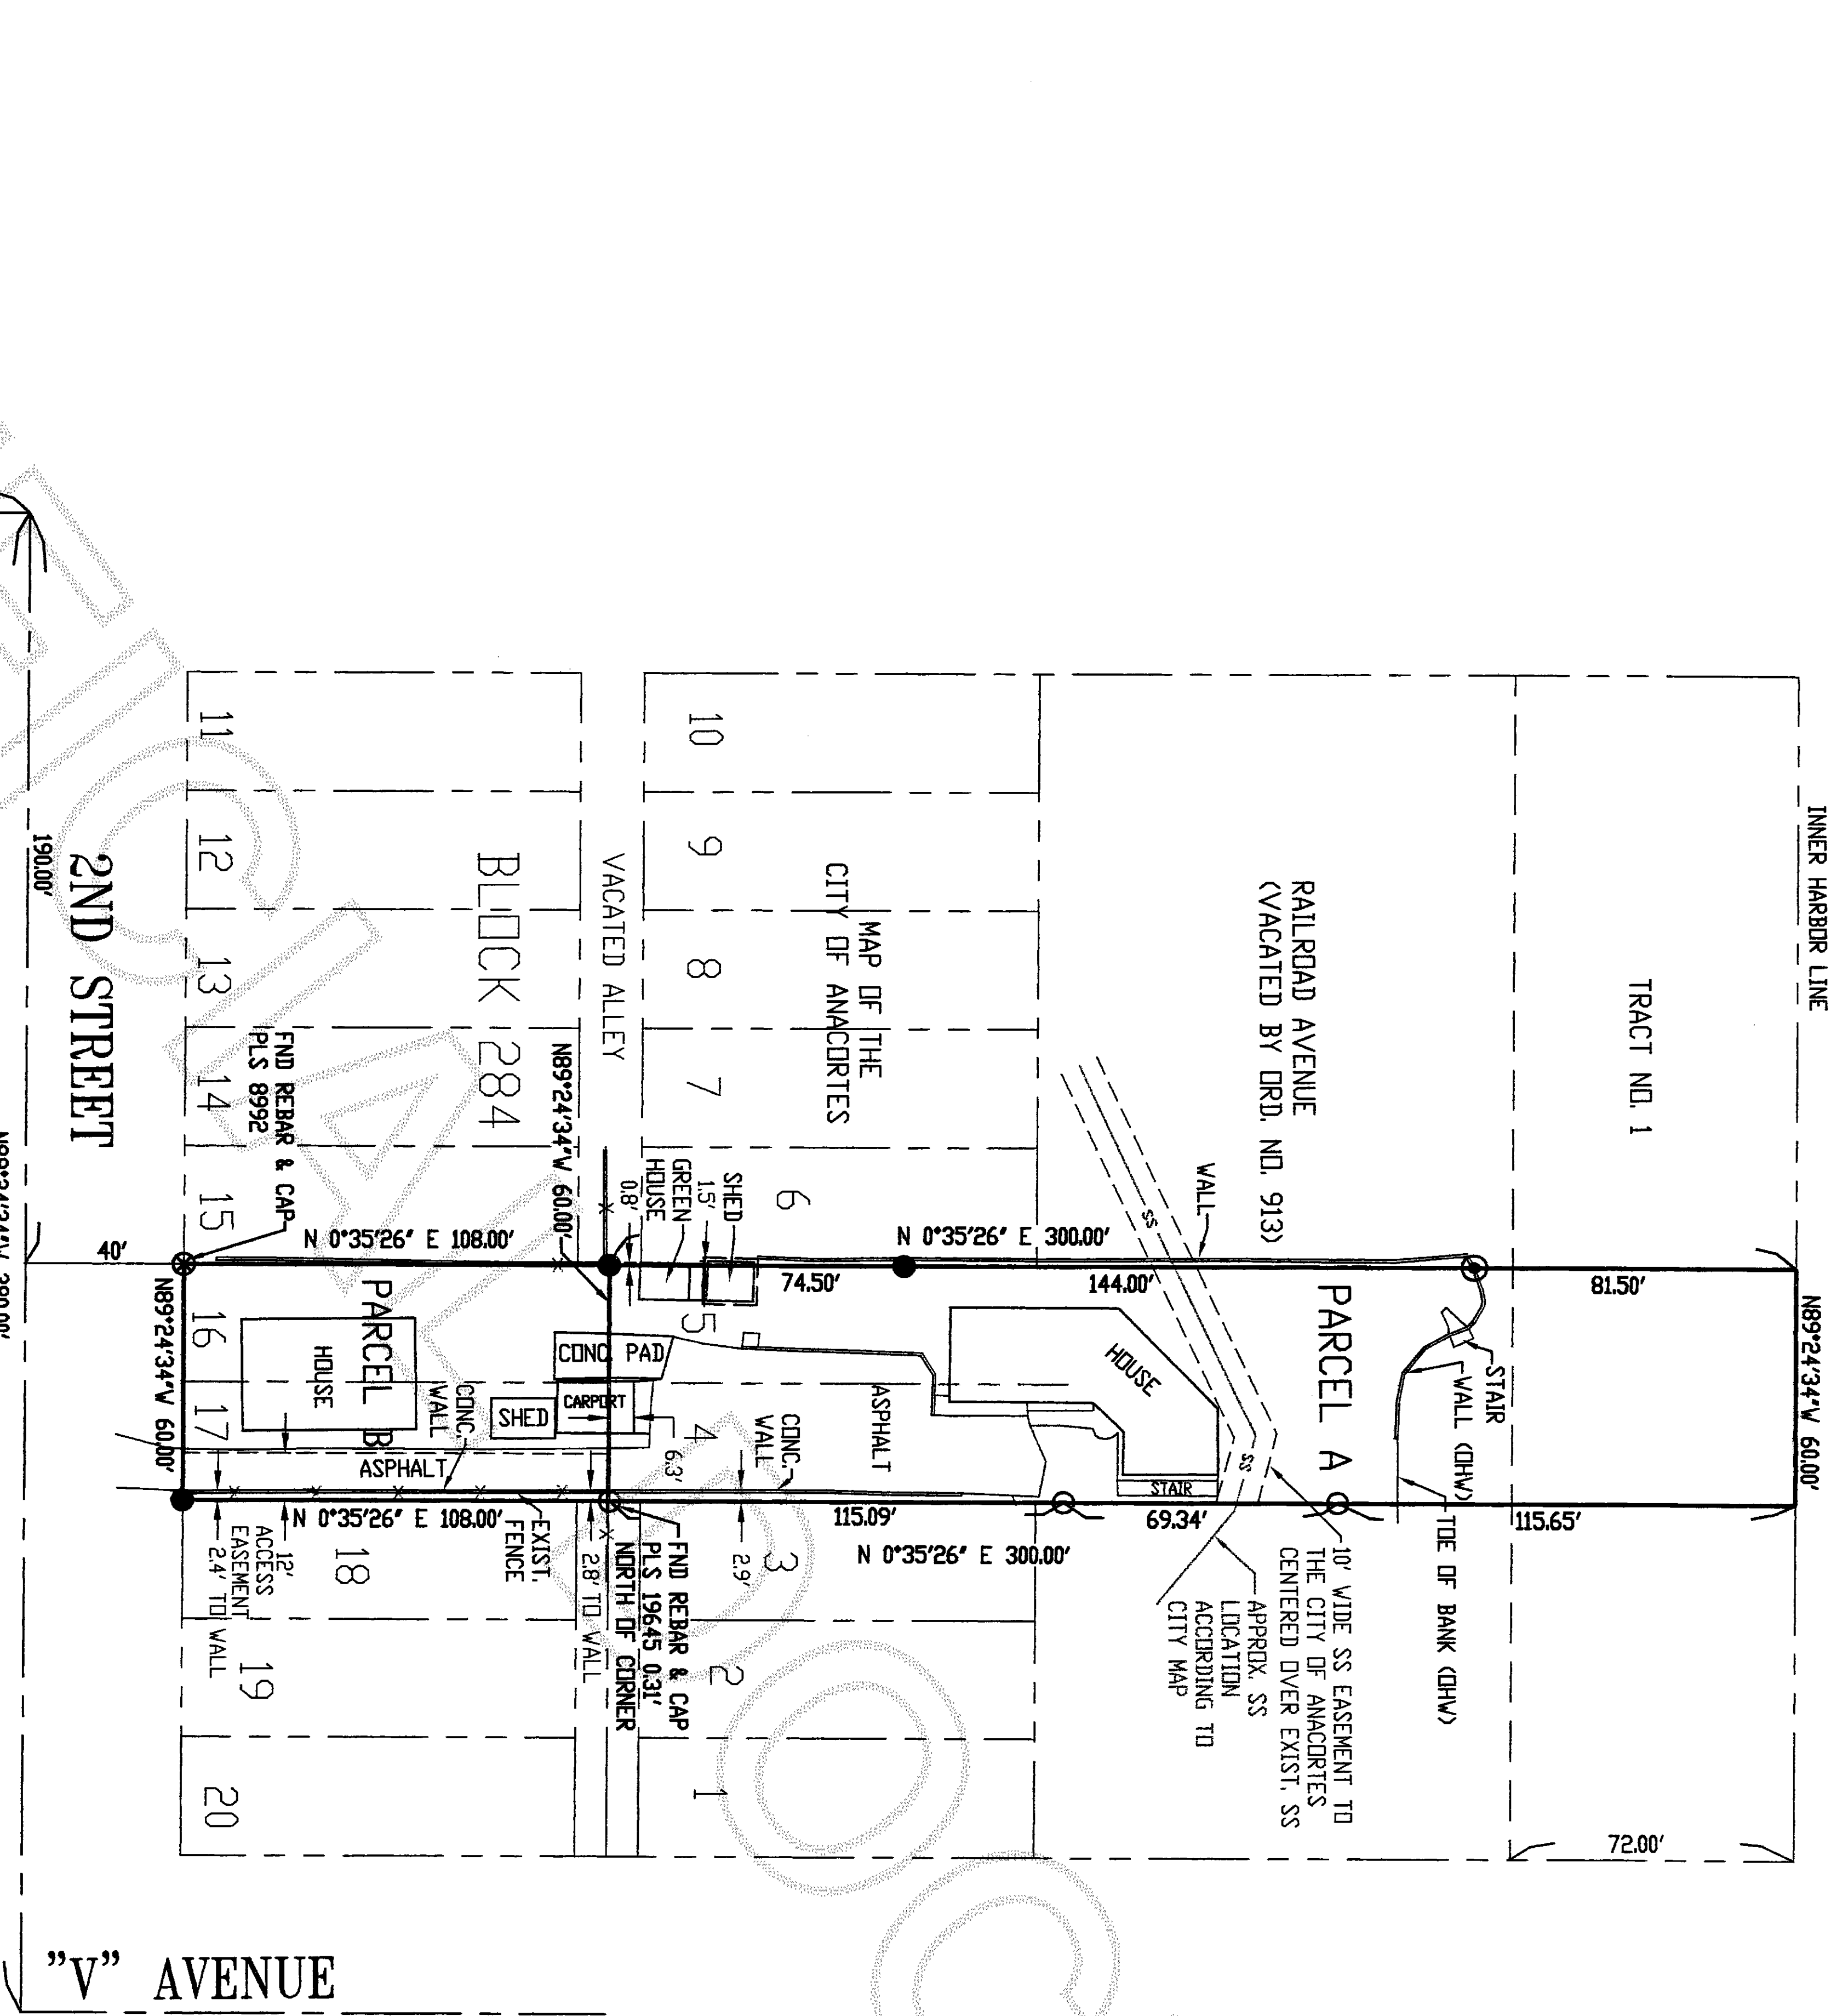 INNER HARBOR LINE
TRACT NO. 1
RAILROAD AVENUE
(VACATED BY ORD. NO. 913)
MAP OF THE
CITY OF ANACORTES
10
9
8
7
6
VACATED ALLEY
BLOCK 284
11
12
13
14
15
2ND STREET
190.00'
40'
FND REBAR & CAP
PLS 8992
N89°24'34"W 60.00'
N 0°35'26" E 108.00'
0.8'
GREEN
HOUSE
1.5'
SHED
N 0°35'26" E 300.00'
WALL
SS
74.50'
144.00'
81.50'
N89°24'34"W 60.00'
PARCEL A
STAIR
WALL (OHW)
TOE OF BANK (OHW)
HOUSE
STAIR
SS
ASPHALT
CONC.
WALL
5
4
CONC. PAD
CARPORT
SHED
6.3'
PARCEL B
16
17
HOUSE
CONC.
WALL
ASPHALT
N89°24'34"W 60.00'
N 0°35'26" E 108.00'
115.09'
69.34'
115.65'
N 0°35'26" E 300.00'
10' WIDE SS EASEMENT TO
THE CITY OF ANACORTES
CENTERED OVER EXIST. SS
APPROX. SS
LOCATION
ACCORDING TO
CITY MAP
2.9'
3
2
1
FND REBAR & CAP
PLS 19645 0.31'
NORTH OF CORNER
2.8' TO WALL
EXIST.
FENCE
12'
ACCESS
EASEMENT
2.4' TO WALL
18
19
20
72.00'
"V" AVENUE